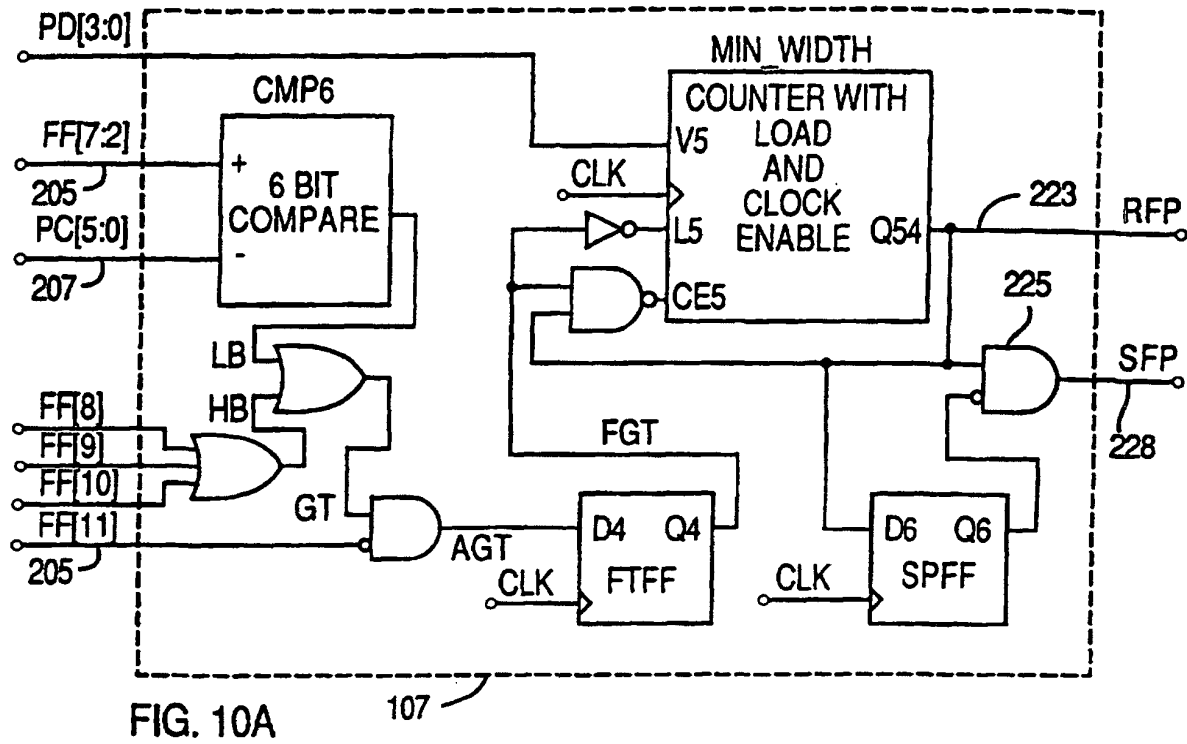 PD[3:0]
MIN_WIDTH
CMP6
COUNTER WITH
LOAD
AND
CLOCK
ENABLE
V5
CLK
L5
CE5
Q54
223
RFP
FF[7:2]
205
+
6 BIT
COMPARE
PC[5:0]
-
207
225
SFP
228
LB
HB
FF[8]
FF[9]
FF[10]
FF[11]
205
GT
AGT
FGT
D4
Q4
FTFF
CLK
D6
Q6
SPFF
CLK
107
FIG. 10A